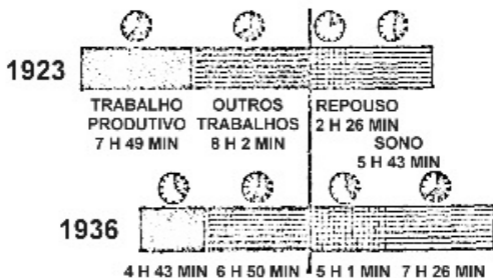 1923
TRABALHO PRODUTIVO 7 H 49 MIN
OUTROS TRABALHOS 8 H 2 MIN
REPOUSO 2 H 26 MIN
SONO 5 H 43 MIN
1936
4 H 43 MIN 6 H 50 MIN 5 H 1 MIN 7 H 26 MIN